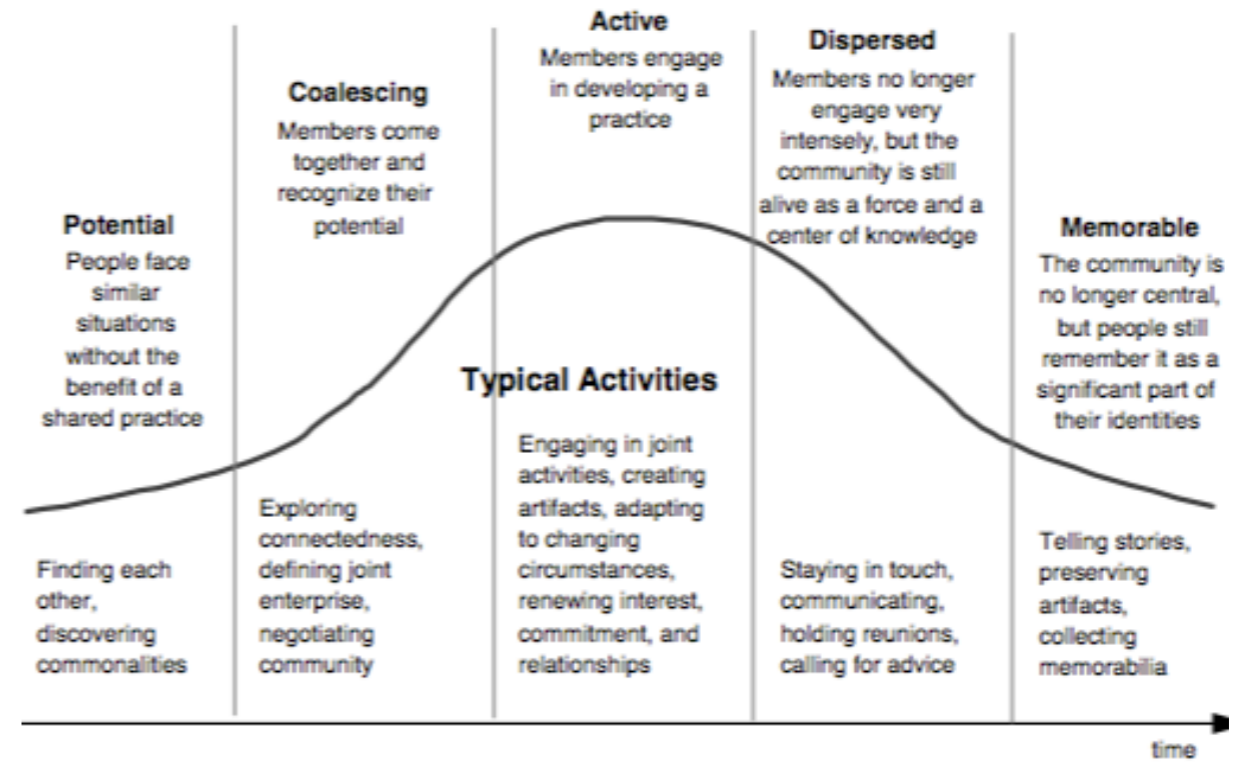 Potential
People face
similar
situations
without the
benefit of a
shared practice
Coalescing
Members come
together and
recognize their
potential
Active
Members engage
in developing a
practice
Dispersed
Members no longer
engage very
intensely, but the
community is still
alive as a force and a
center of knowledge
Memorable
The community is
no longer central,
but people still
remember it as a
significant part of
their identities
Typical Activities
Finding each
other,
discovering
commonalities
Exploring
connectedness,
defining joint
enterprise,
negotiating
community
Engaging in joint
activities, creating
artifacts, adapting
to changing
circumstances,
renewing interest,
commitment, and
relationships
Staying in touch,
communicating,
holding reunions,
calling for advice
Telling stories,
preserving
artifacts,
collecting
memorabilia
time